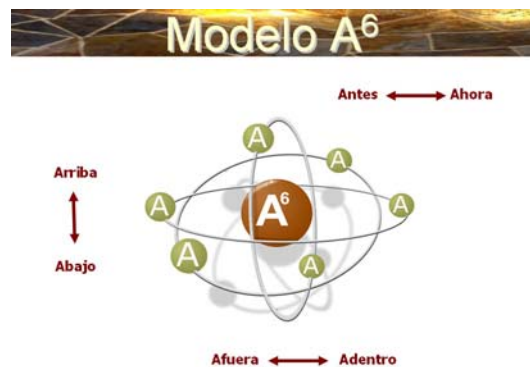 Modelo A⁶
Antes Ahora
A
A
Arriba
A
A⁶
A
A
A
Abajo
Afuera Adentro